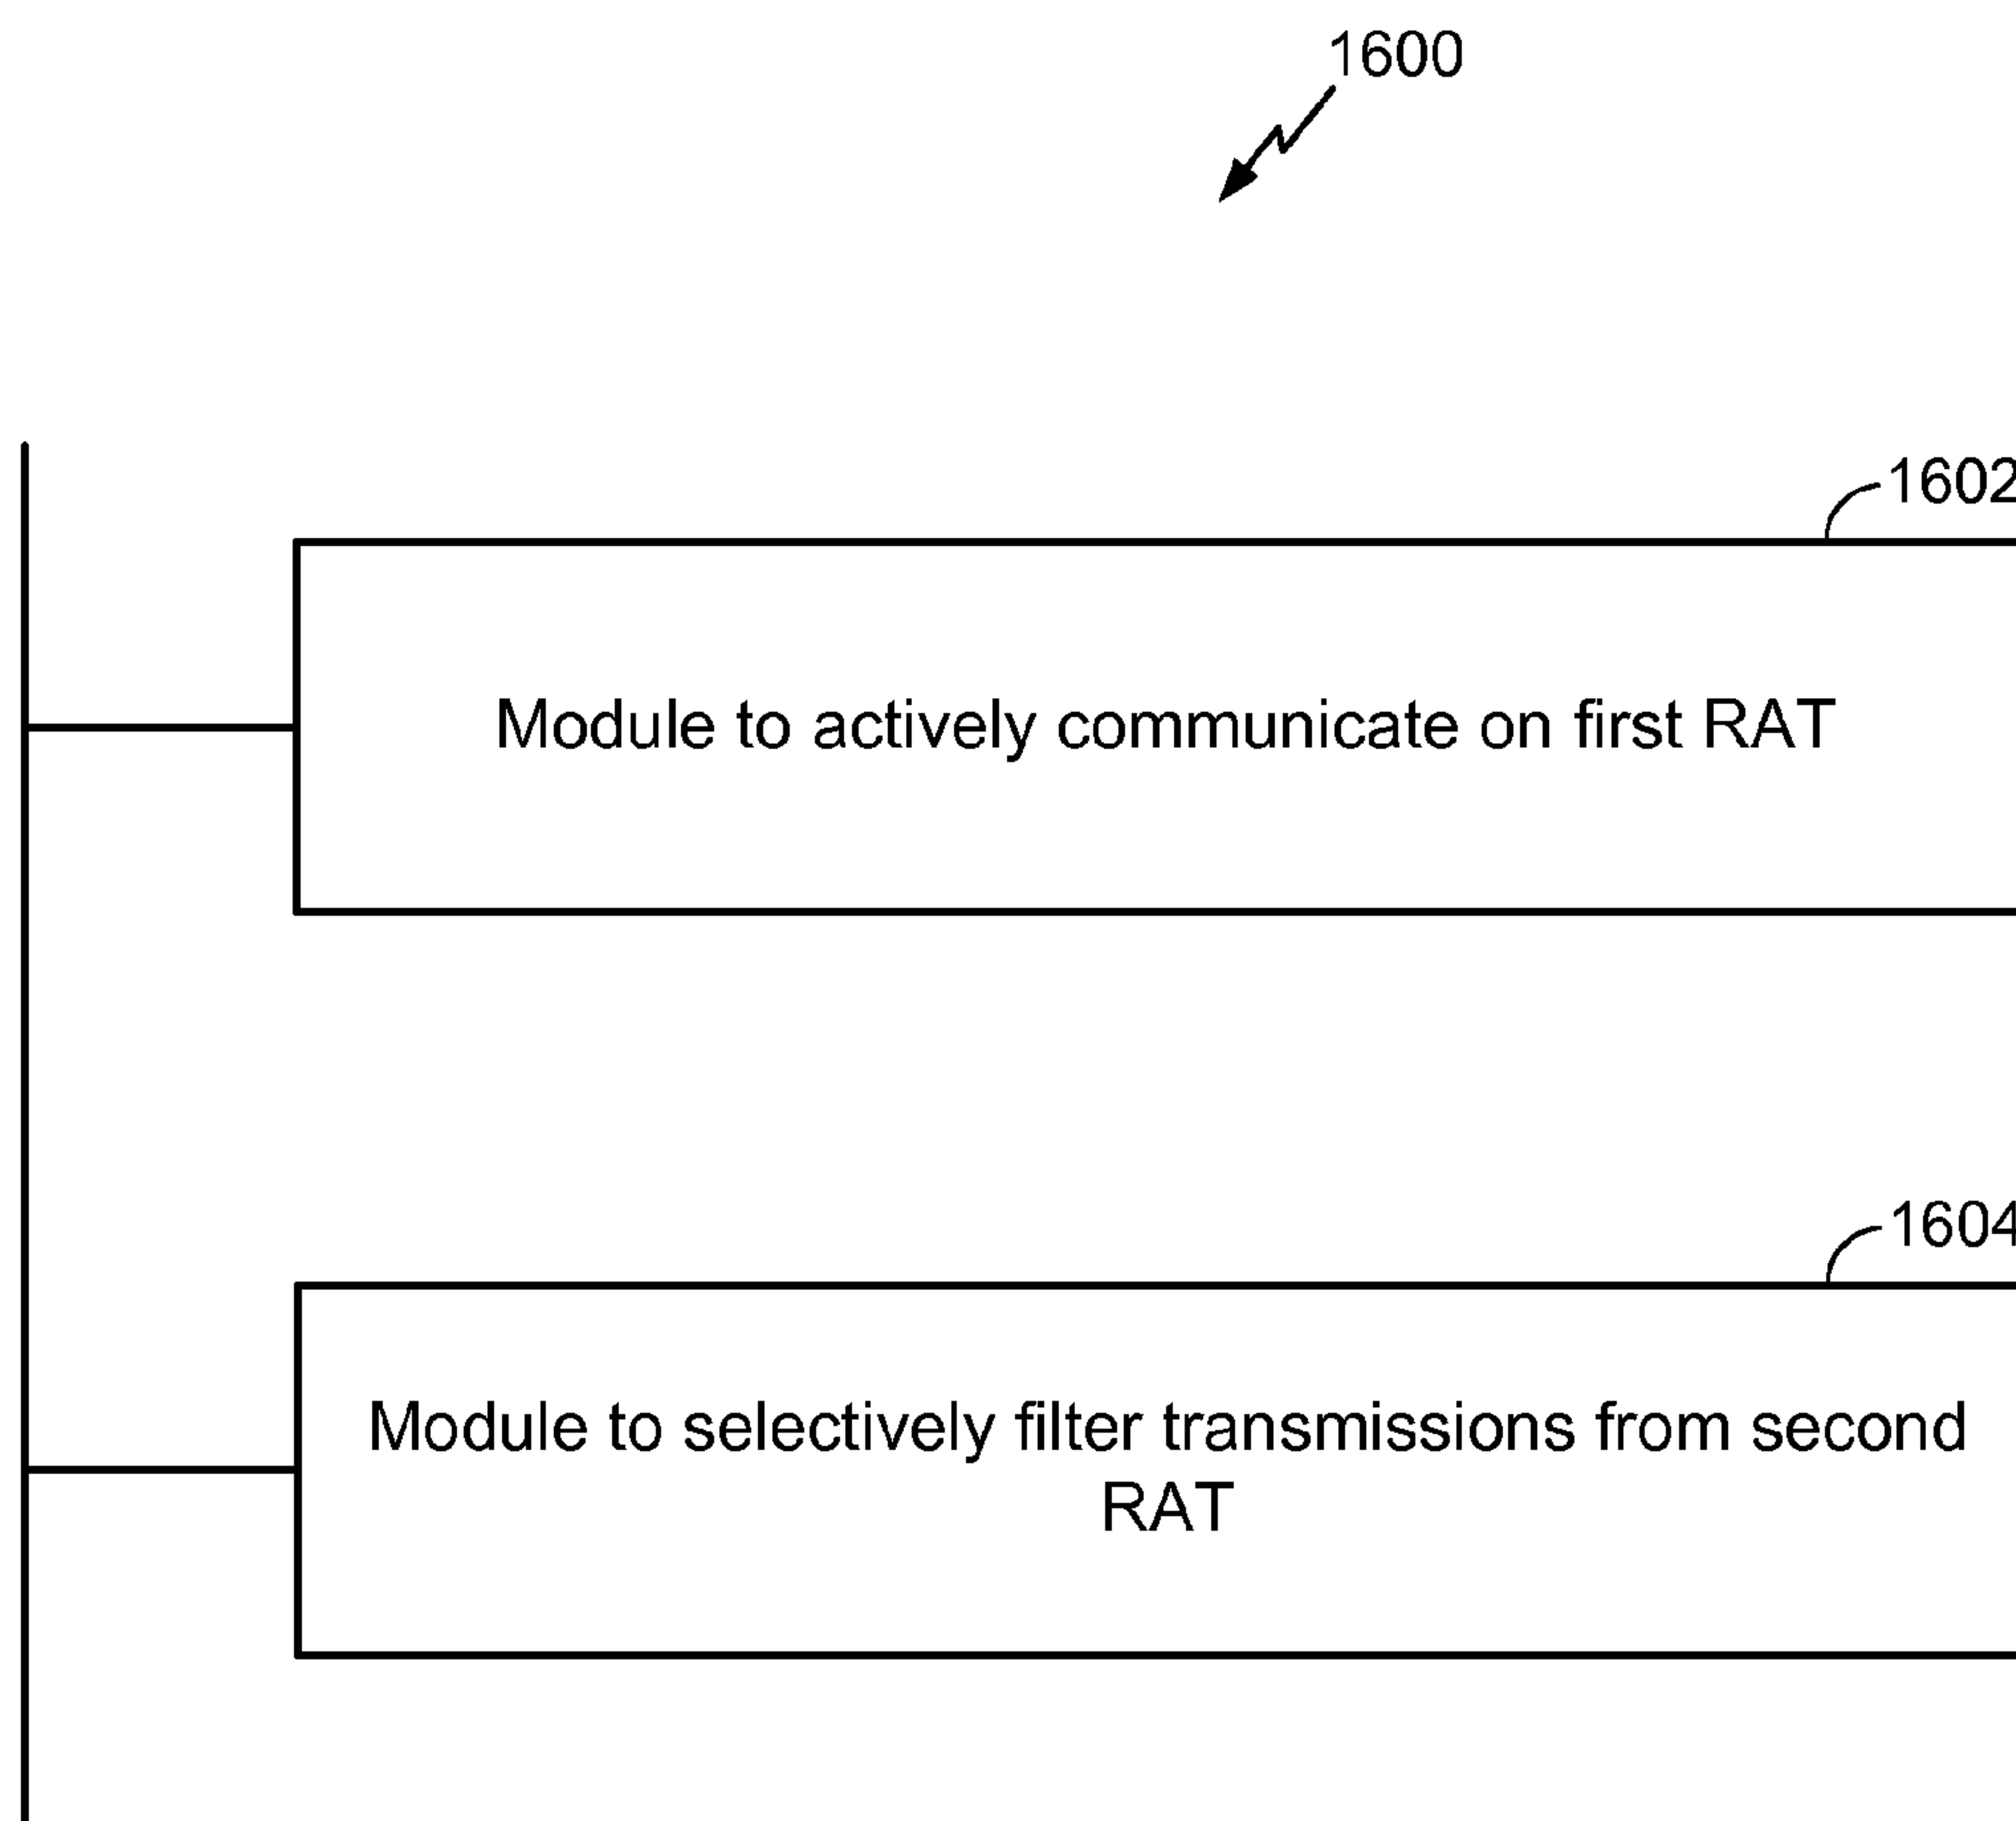 1600
1602
Module to actively communicate on first RAT
1604
Module to selectively filter transmissions from second
RAT